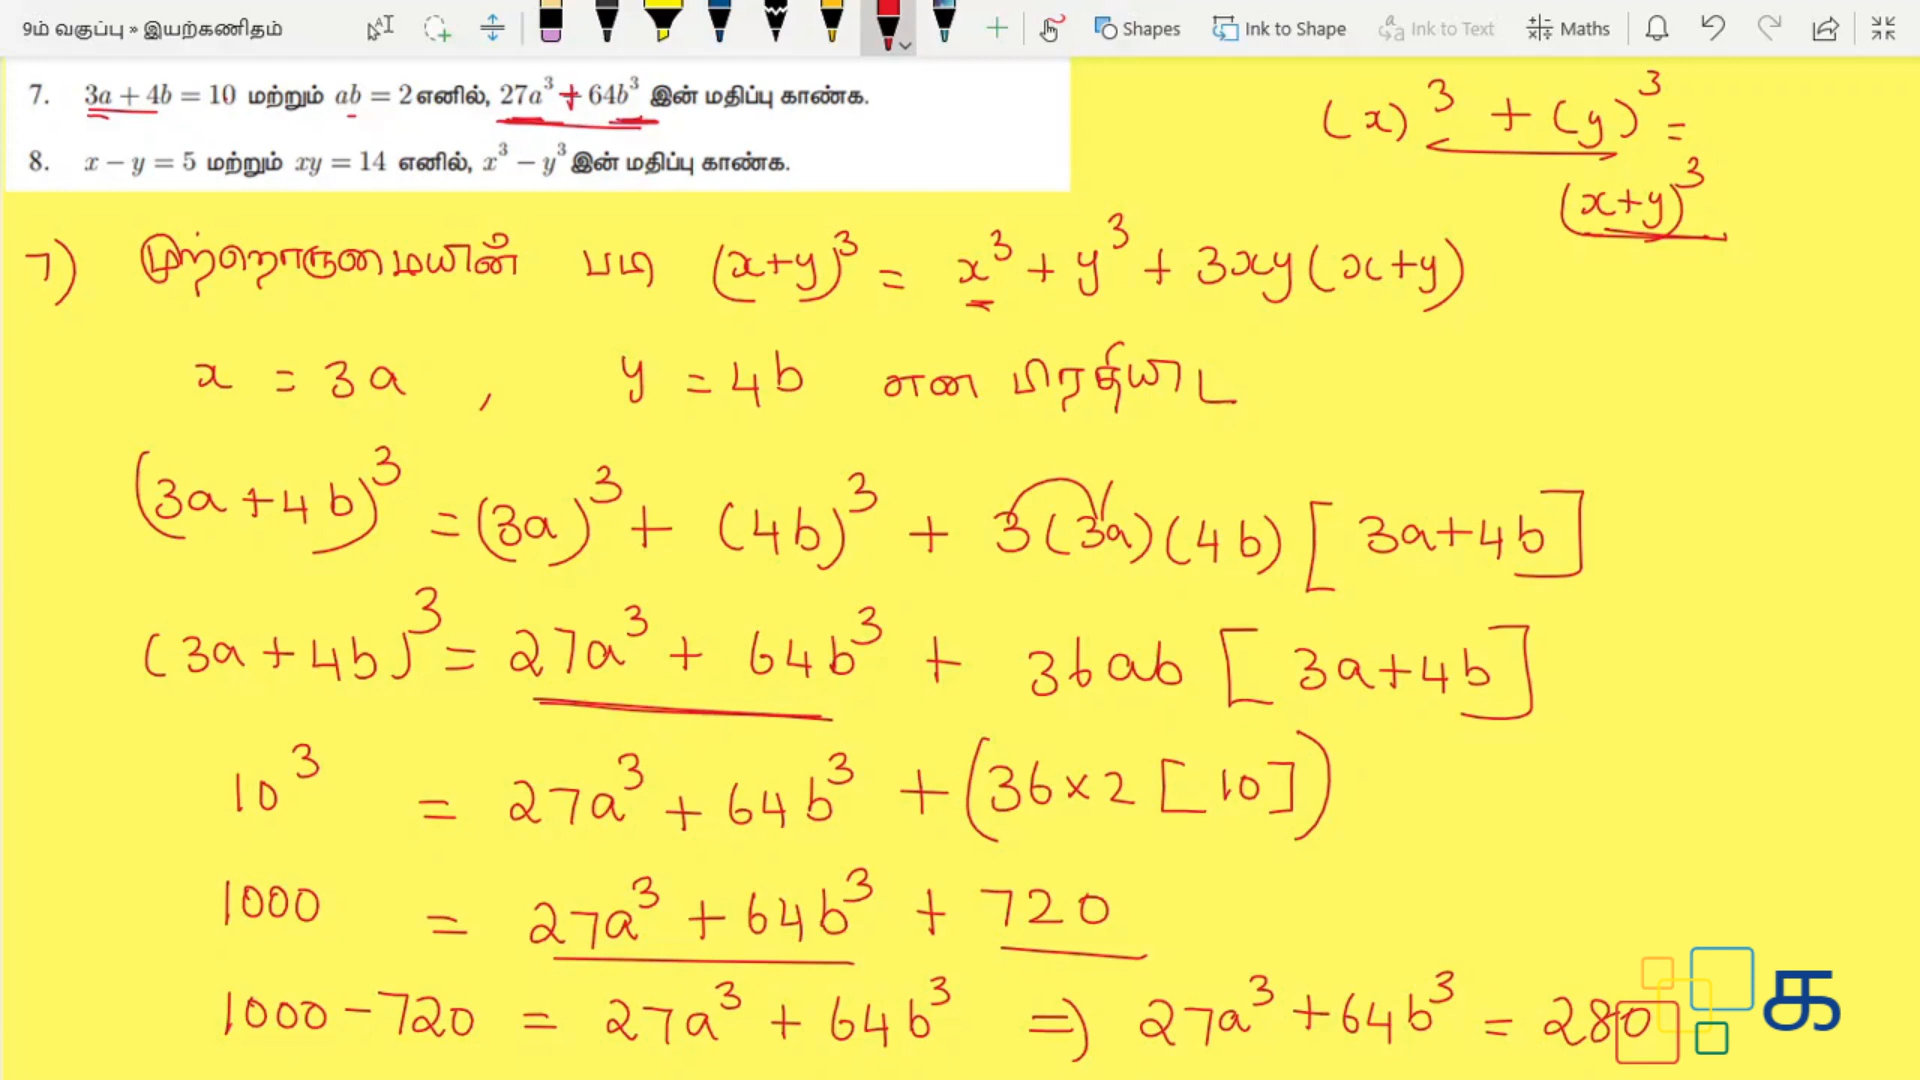 9ம் வகுப்பு » இயற்கணிதம்
Shapes
Ink to Shape
Ink to Text
Maths
7. 3a + 4b = 10 மற்றும் ab = 2 எனில், 27a³ + 64b³ இன் மதிப்பு காண்க.
8. x − y = 5 மற்றும் xy = 14 எனில், x³ − y³ இன் மதிப்பு காண்க.
(x)³ + (y)³ =
(x+y)³
7) முற்றொருமையின் படி (x+y)³ = x³ + y³ + 3xy(x+y)
x = 3a , y = 4b என பிரதியிட
(3a+4b)³ = (3a)³ + (4b)³ + 3(3a)(4b)[3a+4b]
(3a+4b)³ = 27a³ + 64b³ + 36ab[3a+4b]
10³ = 27a³ + 64b³ + (36×2[10])
1000 = 27a³ + 64b³ + 720
1000 − 720 = 27a³ + 64b³ ⇒ 27a³ + 64b³ = 280
க